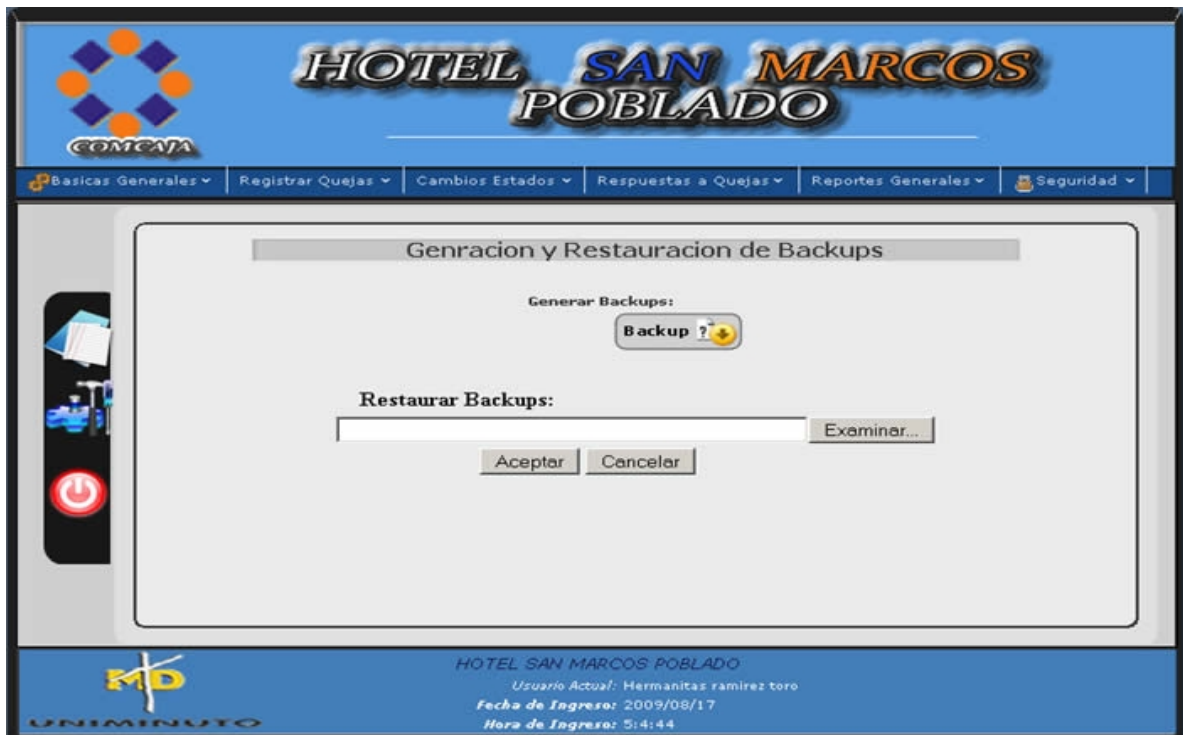 HOTEL SAN MARCOS
POBLADO
COMCAJA
Basicas Generales
Registrar Quejas
Cambios Estados
Respuestas a Quejas
Reportes Generales
Seguridad
Genracion y Restauracion de Backups
Generar Backups:
Backup ?
Restaurar Backups:
Examinar...
Aceptar
Cancelar
MD
UNIMINUTO
HOTEL SAN MARCOS POBLADO
Usuario Actual: Hermanitas ramirez toro
Fecha de Ingreso: 2009/08/17
Hora de Ingreso: 5:4:44